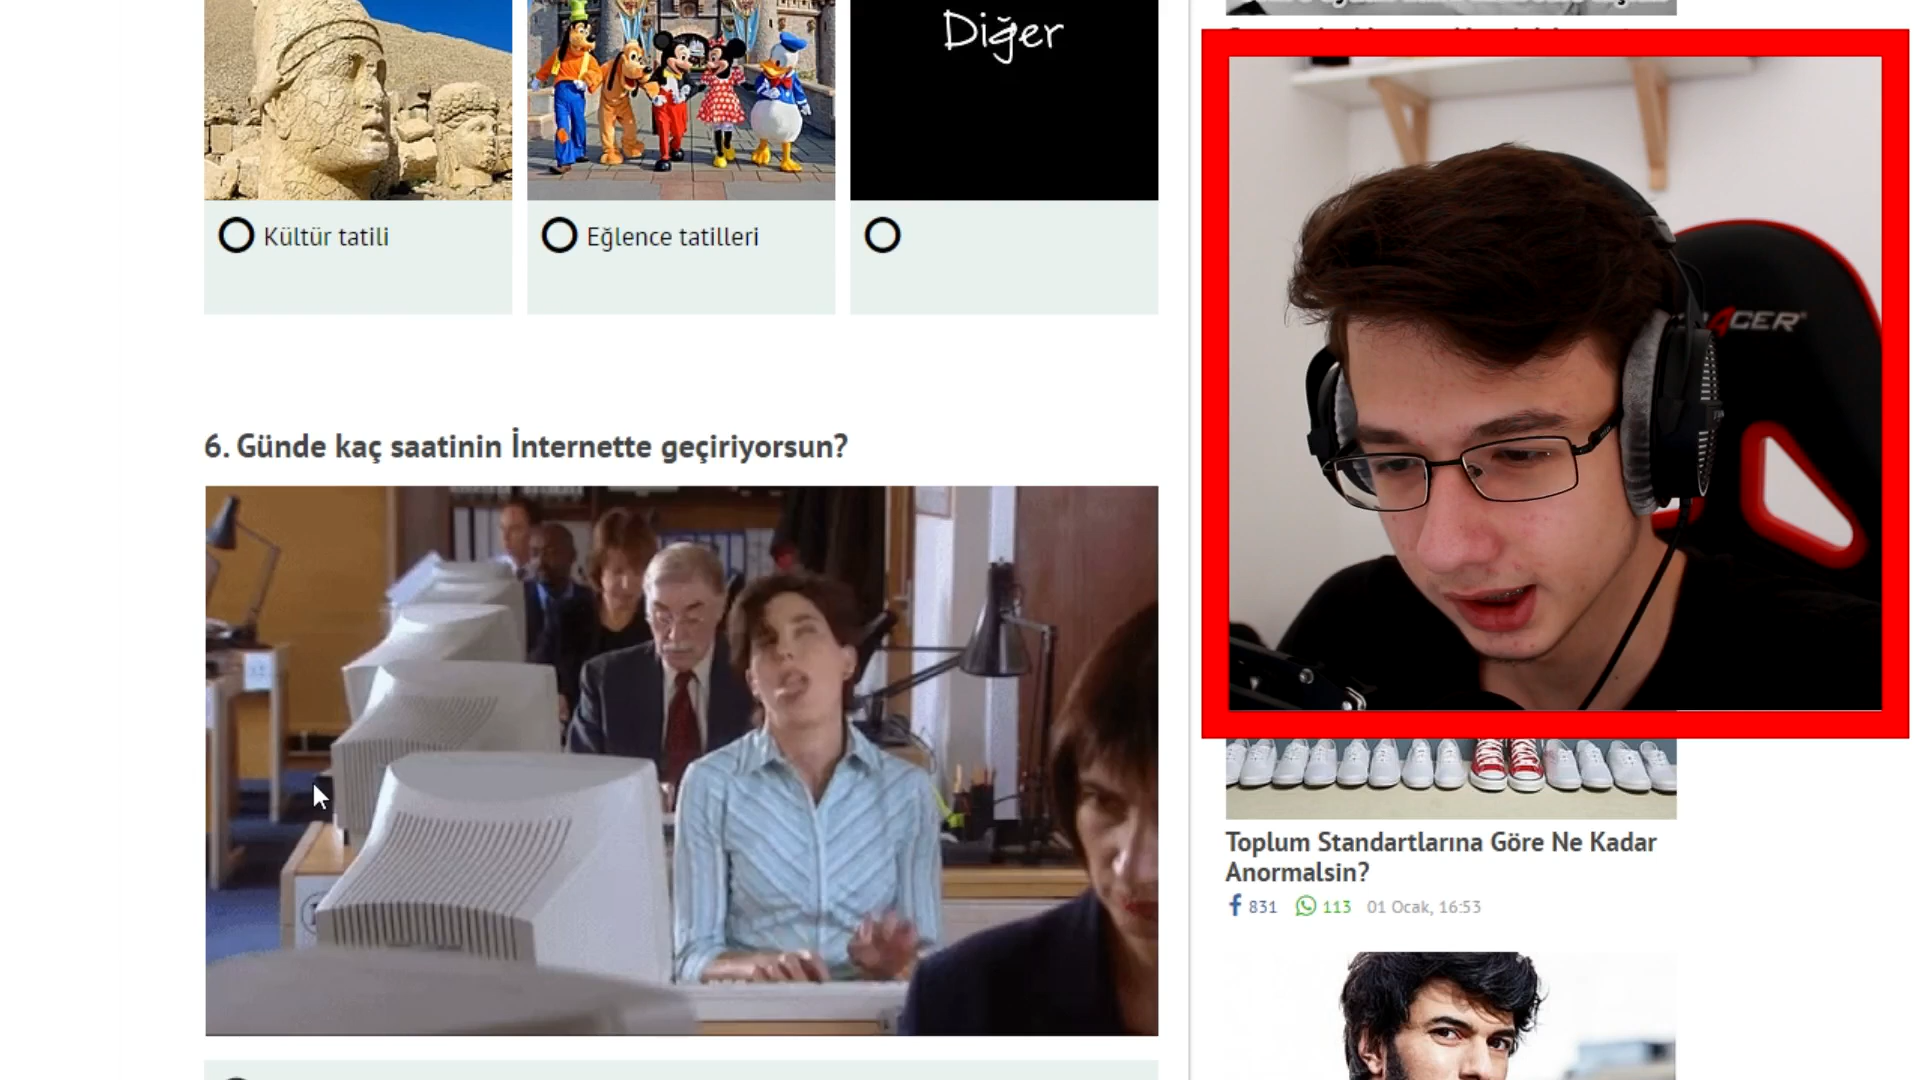 Diğer
Kültür tatili
Eğlence tatilleri
6. Günde kaç saatinin İnternette geçiriyorsun?
Toplum Standartlarına Göre Ne Kadar
Anormalsin?
831 113 01 Ocak, 16:53